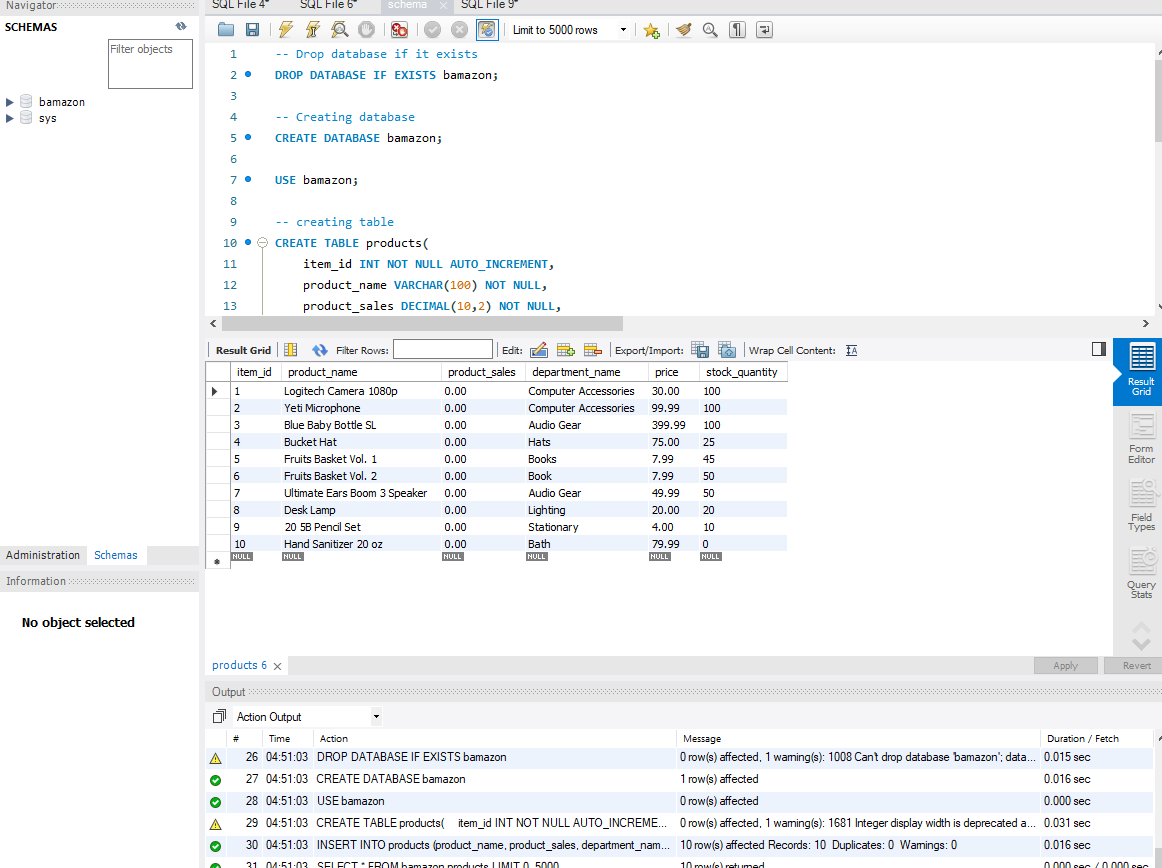 Navigator
SQL File 4* SQL File 6* schema SQL File 9*
SCHEMAS
Filter objects
bamazon
sys
Limit to 5000 rows
1 -- Drop database if it exists
2 DROP DATABASE IF EXISTS bamazon;
3
4 -- Creating database
5 CREATE DATABASE bamazon;
6
7 USE bamazon;
8
9 -- creating table
10 CREATE TABLE products(
11 item_id INT NOT NULL AUTO_INCREMENT,
12 product_name VARCHAR(100) NOT NULL,
13 product_sales DECIMAL(10,2) NOT NULL,
Result Grid Filter Rows: Edit: Export/Import: Wrap Cell Content: IA
item_id product_name product_sales department_name price stock_quantity
1 Logitech Camera 1080p 0.00 Computer Accessories 30.00 100
2 Yeti Microphone 0.00 Computer Accessories 99.99 100
3 Blue Baby Bottle SL 0.00 Audio Gear 399.99 100
4 Bucket Hat 0.00 Hats 75.00 25
5 Fruits Basket Vol. 1 0.00 Books 7.99 45
6 Fruits Basket Vol. 2 0.00 Book 7.99 50
7 Ultimate Ears Boom 3 Speaker 0.00 Audio Gear 49.99 50
8 Desk Lamp 0.00 Lighting 20.00 20
9 20 5B Pencil Set 0.00 Stationary 4.00 10
10 Hand Sanitizer 20 oz 0.00 Bath 79.99 0
NULL NULL NULL NULL NULL NULL
Result
Grid
Form
Editor
Field
Types
Query
Stats
Administration Schemas
Information
No object selected
products 6
Apply Revert
Output
Action Output
# Time Action Message Duration / Fetch
26 04:51:03 DROP DATABASE IF EXISTS bamazon 0 row(s) affected, 1 warning(s): 1008 Can't drop database 'bamazon'; data... 0.015 sec
27 04:51:03 CREATE DATABASE bamazon 1 row(s) affected 0.016 sec
28 04:51:03 USE bamazon 0 row(s) affected 0.000 sec
29 04:51:03 CREATE TABLE products( item_id INT NOT NULL AUTO_INCREME... 0 row(s) affected, 1 warning(s): 1681 Integer display width is deprecated a... 0.031 sec
30 04:51:03 INSERT INTO products (product_name, product_sales, department_nam... 10 row(s) affected Records: 10 Duplicates: 0 Warnings: 0 0.016 sec
31 04:51:03 SELECT * FROM bamazon.products LIMIT 0, 5000 10 row(s) returned 0.000 sec / 0.000 sec